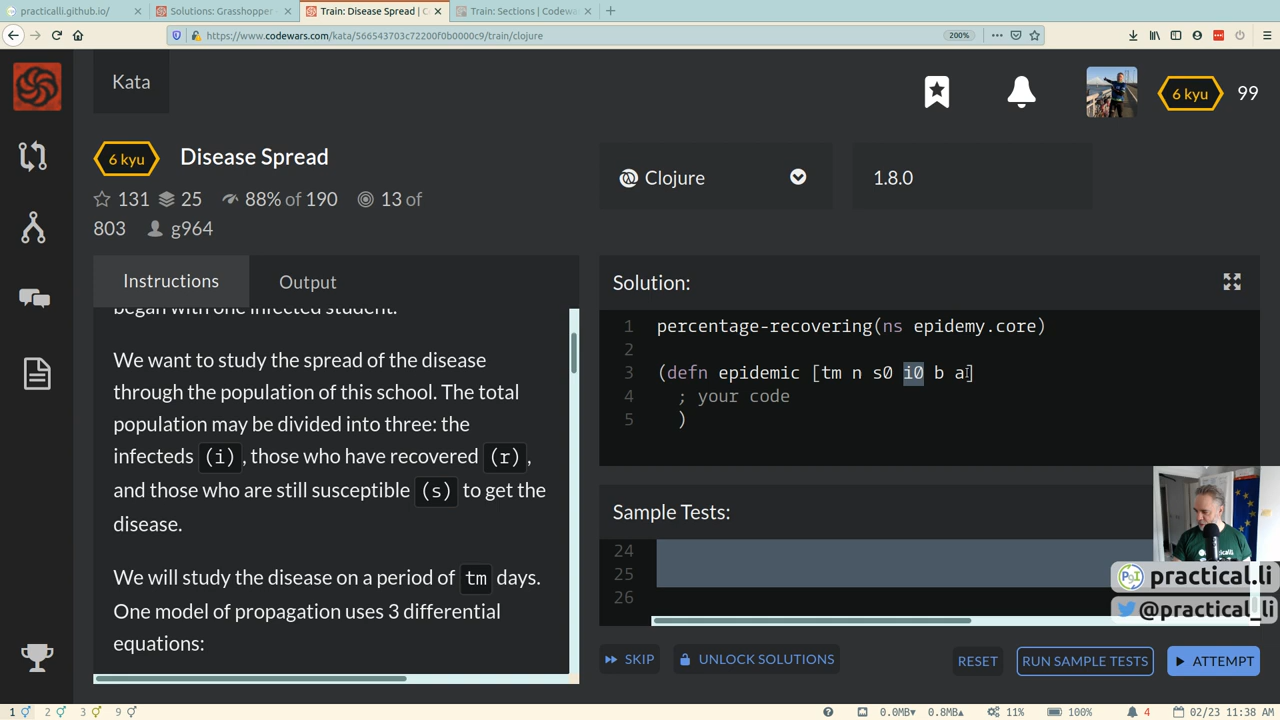 practicalli.github.io/
Solutions: Grasshopper -
Train: Disease Spread | C
Train: Sections | Codewa
https://www.codewars.com/kata/566543703c72200f0b0000c9/train/clojure
200%
Kata
6 kyu
99
6 kyu
Disease Spread
131 25 88% of 190 13 of
803 g964
Clojure
1.8.0
Instructions
Output
began with one infected student.
We want to study the spread of the disease
through the population of this school. The total
population may be divided into three: the
infecteds (i), those who have recovered (r),
and those who are still susceptible (s) to get the
disease.
We will study the disease on a period of tm days.
One model of propagation uses 3 differential
equations:
Solution:
1 percentage-recovering(ns epidemy.core)
2
3 (defn epidemic [tm n s0 i0 b a]
4 ; your code
5 )
Sample Tests:
24
25
26
practical.li
@practical_li
SKIP
UNLOCK SOLUTIONS
RESET
RUN SAMPLE TESTS
ATTEMPT
1 2 3 9
0.0MB 0.8MB 11% 100% 4 02/23 11:38 AM